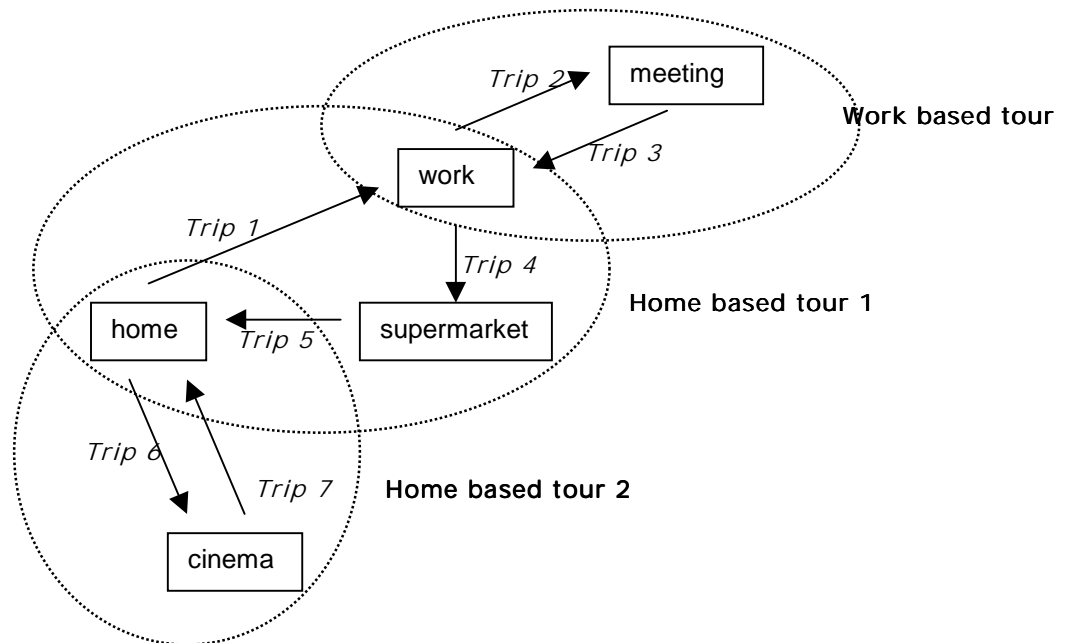 meeting
Trip 2
Work based tour
Trip 3
work
Trip 1
Trip 4
Home based tour 1
home
Trip 5
supermarket
Trip 6
Trip 7
Home based tour 2
cinema